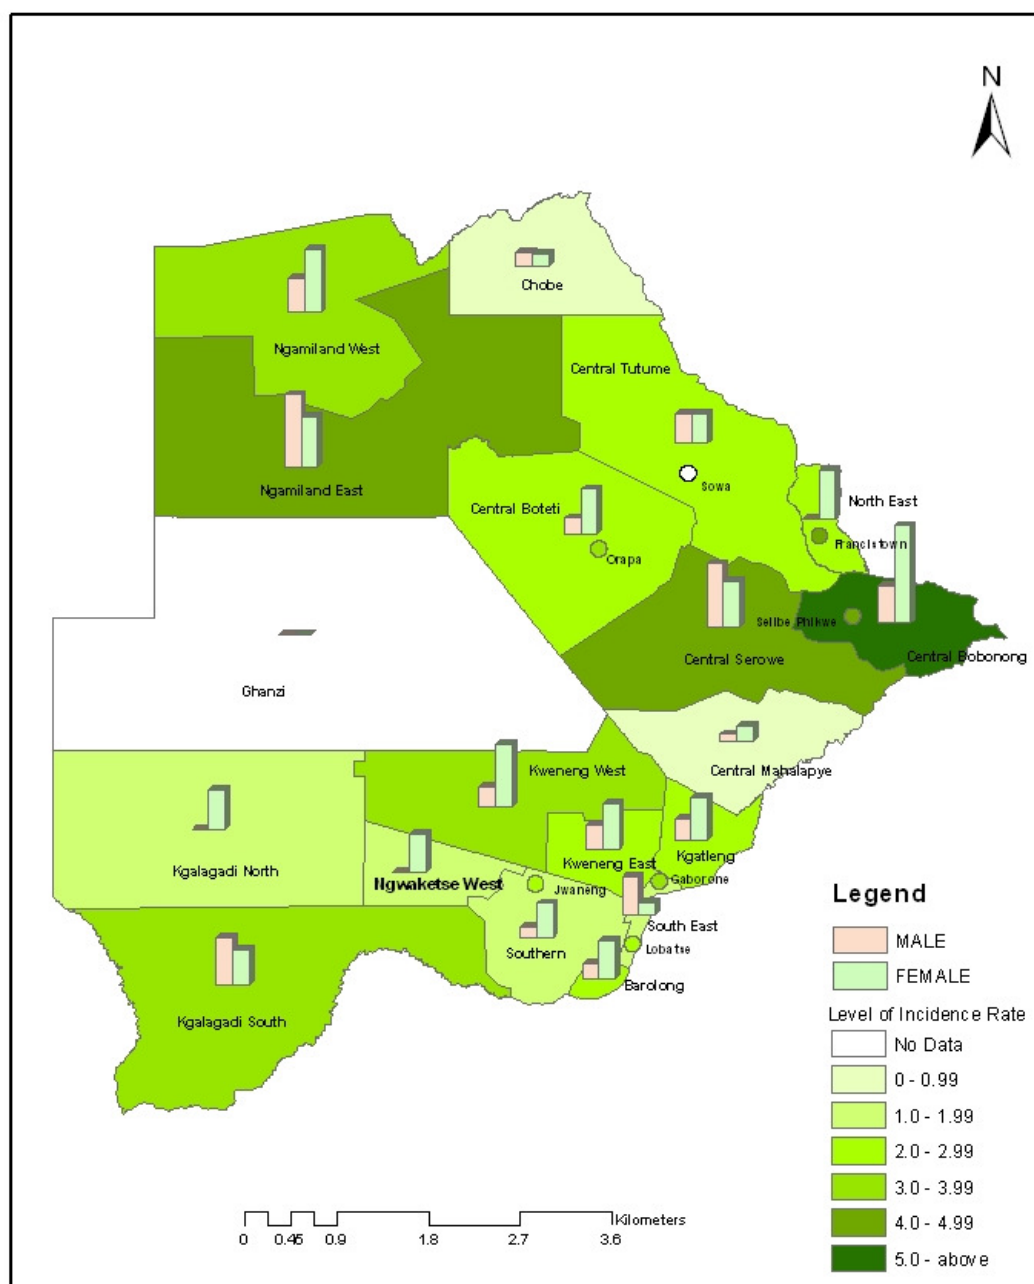 N
Chobe
Ngamiland West
Central Tutume
Ngamiland East
Sowa
North East
Central Boteti
Francistown
Orapa
Selibe Phikwe
Central Bobonong
Central Serowe
Ghanzi
Kweneng West
Central Mahalapye
Kgalagadi North
Kweneng East
Kgatleng
Ngwaketse West
Jwaneng
Gaborone
South East
Southern
Lobatse
Barolong
Kgalagadi South
Legend
MALE
FEMALE
Level of Incidence Rate
No Data
0 - 0.99
1.0 - 1.99
2.0 - 2.99
3.0 - 3.99
4.0 - 4.99
5.0 - above
Kilometers
0 0.45 0.9 1.8 2.7 3.6